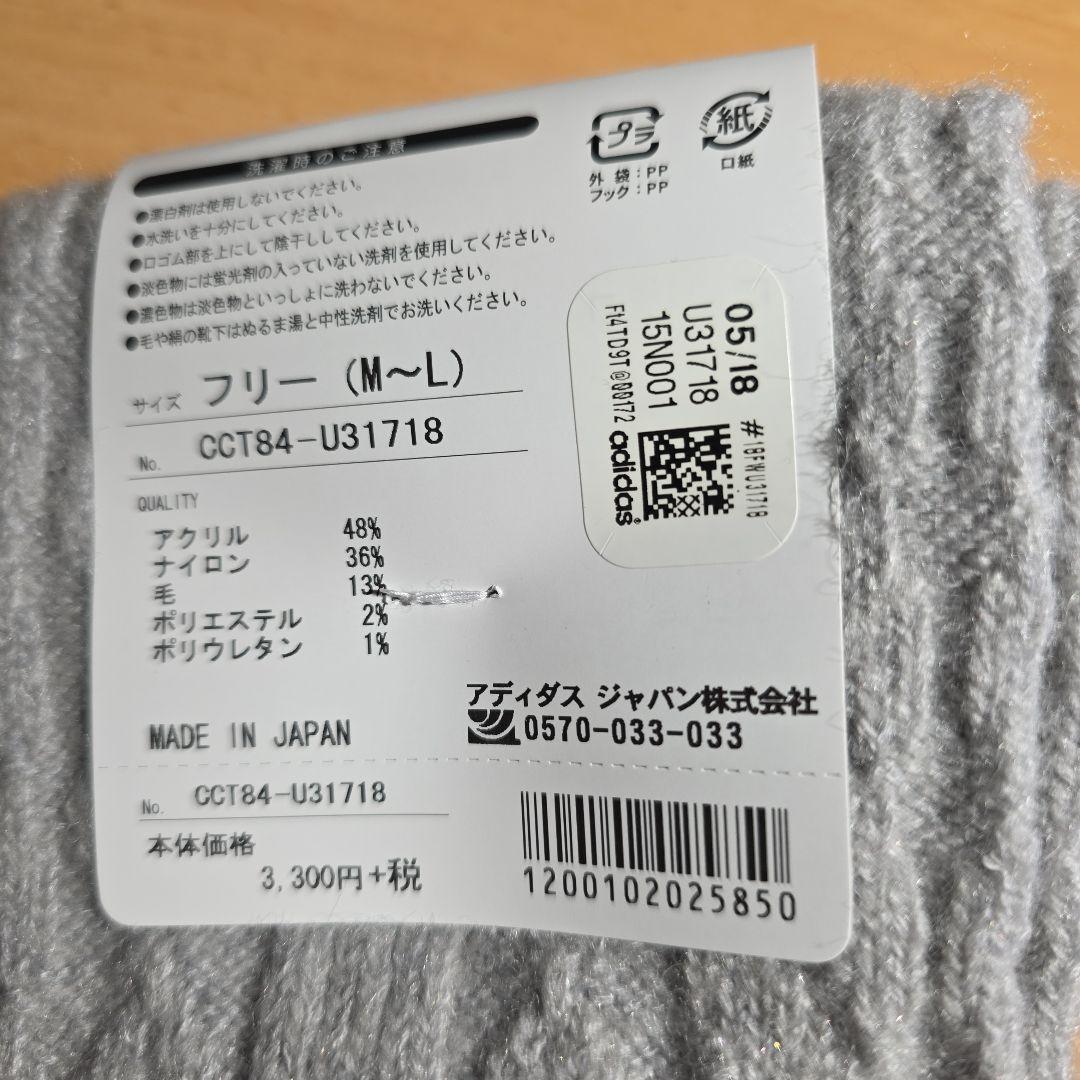 洗濯時のご注意
●漂白剤は使用しないでください。
●水洗いを十分にしてください。
●口ゴム部を上にして陰干ししてください。
●淡色物には蛍光剤の入っていない洗剤を使用してください。
●濃色物は淡色物といっしょに洗わないでください。
●毛や絹の靴下はぬるま湯と中性洗剤でお洗いください。
プラ
外袋:PP
フック:PP
紙
口紙
05/18
U31718
15N001
FI4TD9T@00172
#18FWU31718
adidas
サイズ フリー (M〜L)
No. CCT84-U31718
QUALITY
アクリル 48%
ナイロン 36%
毛 13%
ポリエステル 2%
ポリウレタン 1%
アディダス ジャパン株式会社
0570-033-033
MADE IN JAPAN
No. CCT84-U31718
本体価格
3,300円+税
1200102025850